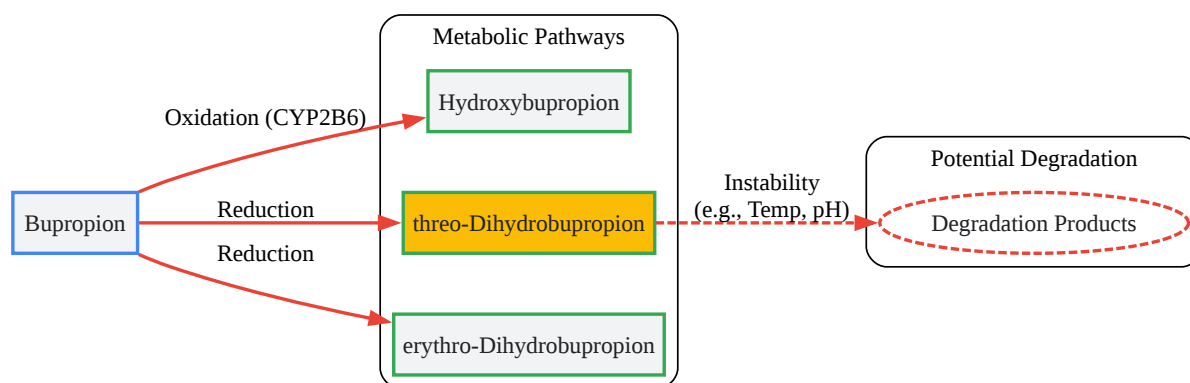 Metabolic Pathways
Hydroxybupropion
Oxidation (CYP2B6)
Potential Degradation
Instability
(e.g., Temp, pH)
Bupropion
Reduction
threo-Dihydrobupropion
Degradation Products
Reduction
erythro-Dihydrobupropion